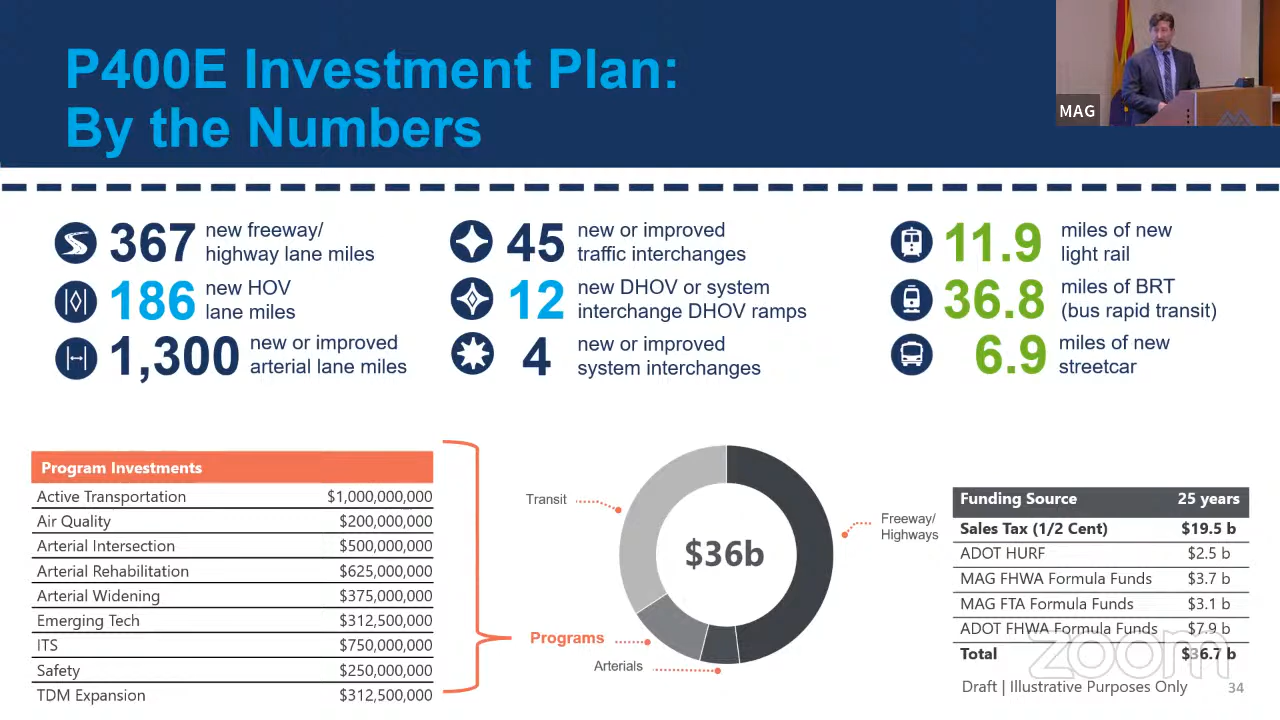 P400E Investment Plan:
By the Numbers
MAG
367 new freeway/
highway lane miles
186 new HOV
lane miles
1,300 new or improved
arterial lane miles
45 new or improved
traffic interchanges
12 new DHOV or system
interchange DHOV ramps
4 new or improved
system interchanges
11.9 miles of new
light rail
36.8 miles of BRT
(bus rapid transit)
6.9 miles of new
streetcar
Program Investments
Active Transportation $1,000,000,000
Air Quality $200,000,000
Arterial Intersection $500,000,000
Arterial Rehabilitation $625,000,000
Arterial Widening $375,000,000
Emerging Tech $312,500,000
ITS $750,000,000
Safety $250,000,000
TDM Expansion $312,500,000
Transit
Freeway/
Highways
$36b
Programs
Arterials
Funding Source 25 years
Sales Tax (1/2 Cent) $19.5 b
ADOT HURF $2.5 b
MAG FHWA Formula Funds $3.7 b
MAG FTA Formula Funds $3.1 b
ADOT FHWA Formula Funds $7.9 b
Total $36.7 b
zoom
Draft | Illustrative Purposes Only 34